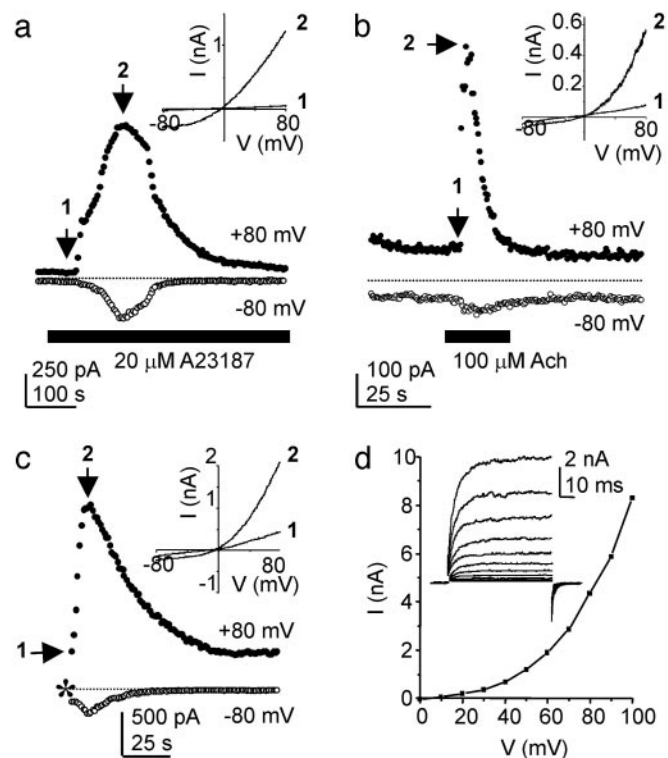 a
I (nA)
1
2
1
-80
80
V (mV)
2
1
+80 mV
-80 mV
20 μM A23187
250 pA
100 s
b
I (nA)
0.6
0.4
0.2
2
1
-80
80
V (mV)
2
1
+80 mV
-80 mV
100 μM Ach
100 pA
25 s
c
2
I (nA)
2
1
-1
2
1
-80
80
V (mV)
1
+80 mV
*
-80 mV
500 pA
25 s
d
I (nA)
10
8
6
4
2
0
2 nA
10 ms
0 20 40 60 80 100
V (mV)